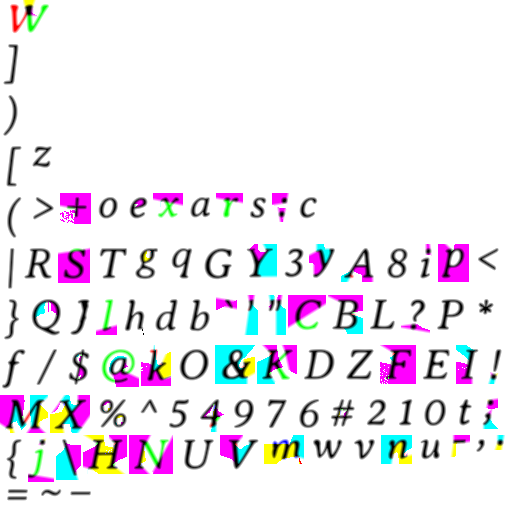 W
]
)
[ z
( > + o e x a r s ; c
| R S T g q G Y 3 y A 8 i p <
} Q J l h d b ` ' " C B L ? P *
f / $ @ k O & K D Z F E I !
M X % ^ 5 4 9 7 6 # 2 1 0 t ;
{ j \ H N U V m w v n u - , .
= ~ –